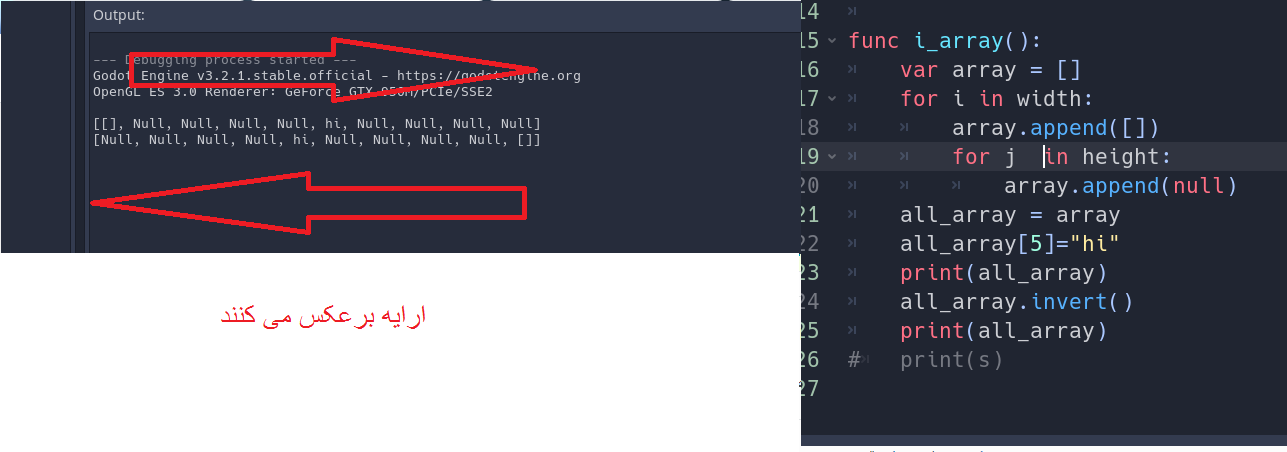 Output:
--- Debugging process started ---
Godot Engine v3.2.1.stable.official - https://godotengine.org
OpenGL ES 3.0 Renderer: GeForce GTX 950M/PCIe/SSE2
[[], Null, Null, Null, Null, hi, Null, Null, Null, Null]
[Null, Null, Null, Null, hi, Null, Null, Null, Null, []]
ارایه برعکس می کنند
14
15 func i_array():
16 var array = []
17 for i in width:
18 array.append([])
19 for j in height:
20 array.append(null)
21 all_array = array
22 all_array[5]="hi"
23 print(all_array)
24 all_array.invert()
25 print(all_array)
26 # print(s)
27